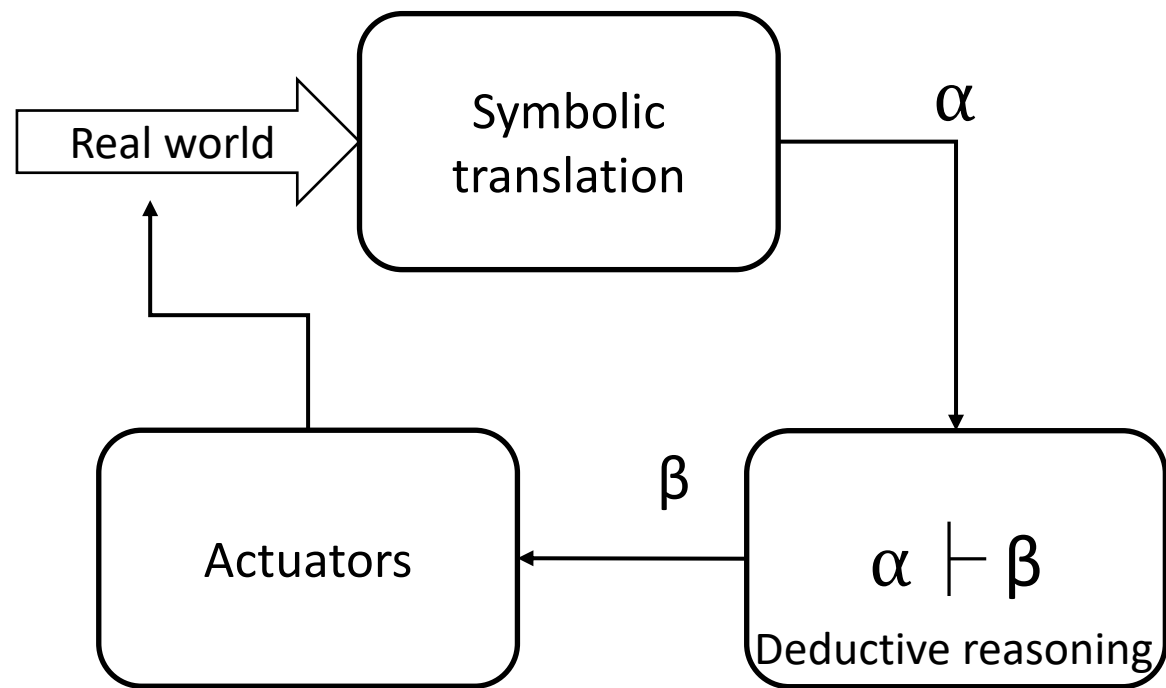 Real world
Symbolic
translation
α
α ⊢ β
Deductive reasoning
β
Actuators